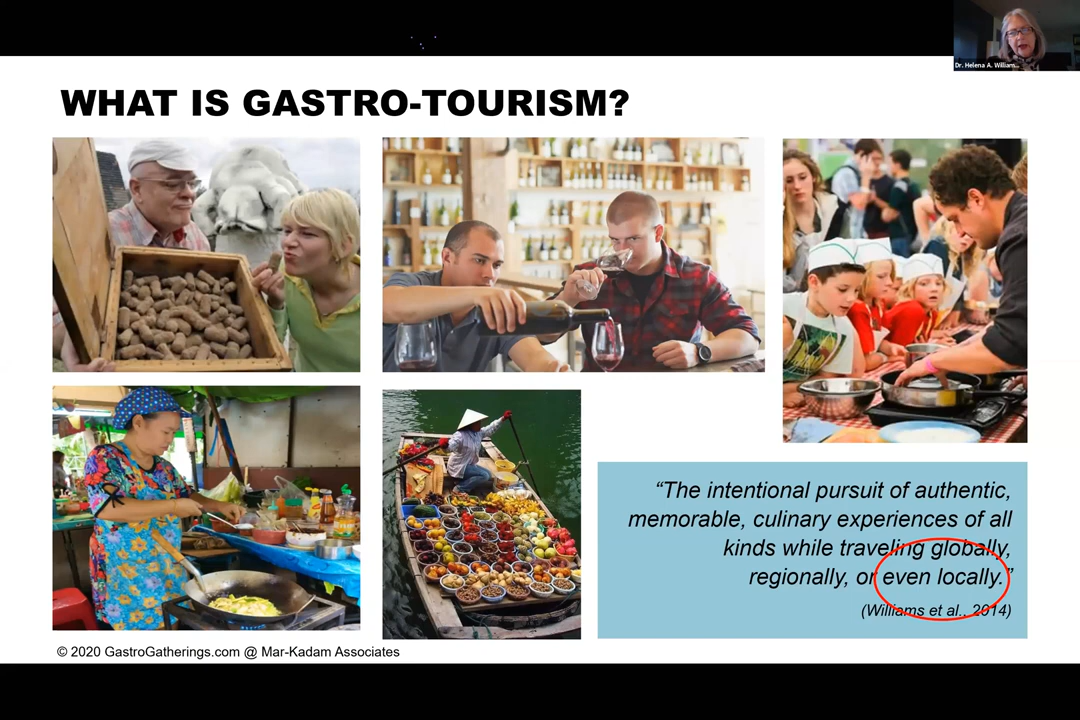 Dr. Helena A. William...
WHAT IS GASTRO-TOURISM?
“The intentional pursuit of authentic,
memorable, culinary experiences of all
kinds while traveling globally,
regionally, or even locally.”
(Williams et al., 2014)
© 2020 GastroGatherings.com @ Mar-Kadam Associates